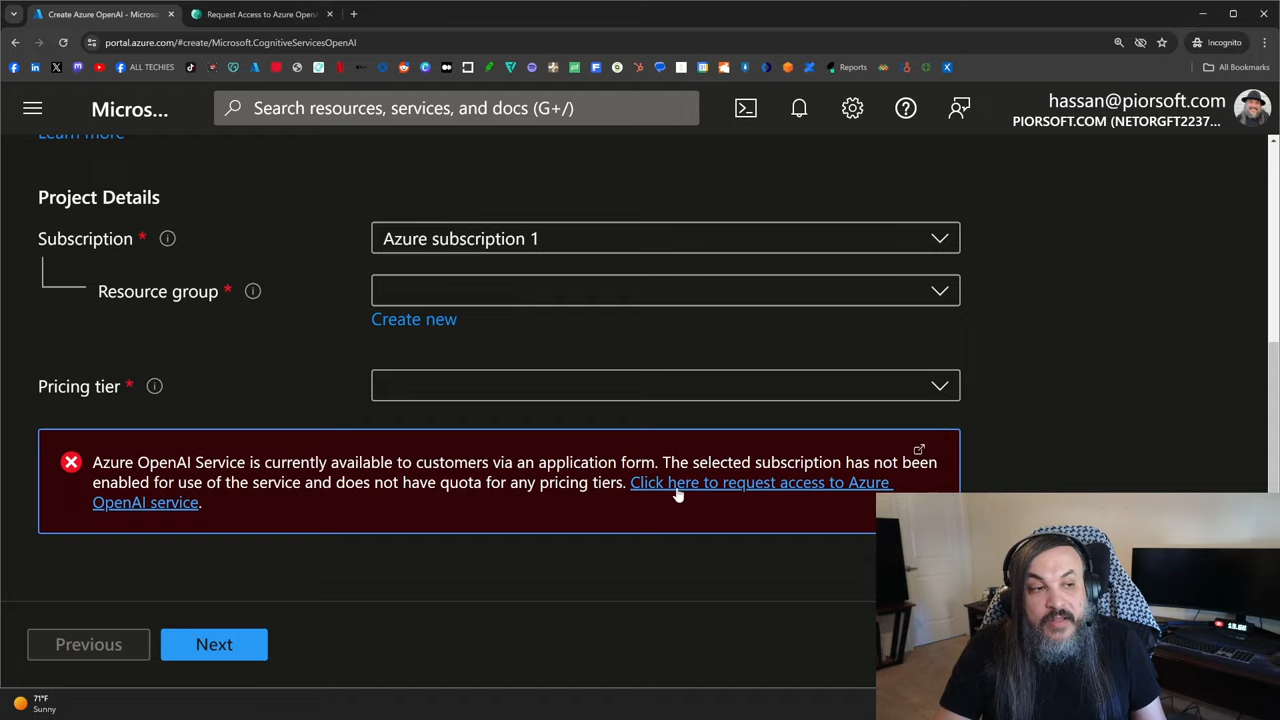 Create Azure OpenAI - Microso
Request Access to Azure OpenA
portal.azure.com/#create/Microsoft.CognitiveServicesOpenAI
Incognito
ALL TECHIES
Reports
All Bookmarks
Micros...
Search resources, services, and docs (G+/)
hassan@piorsoft.com
PIORSOFT.COM (NETORGFT2237...
Learn more
Project Details
Subscription *
Azure subscription 1
Resource group *
Create new
Pricing tier *
Azure OpenAI Service is currently available to customers via an application form. The selected subscription has not been
enabled for use of the service and does not have quota for any pricing tiers. Click here to request access to Azure
OpenAI service.
Previous
Next
71°F
Sunny